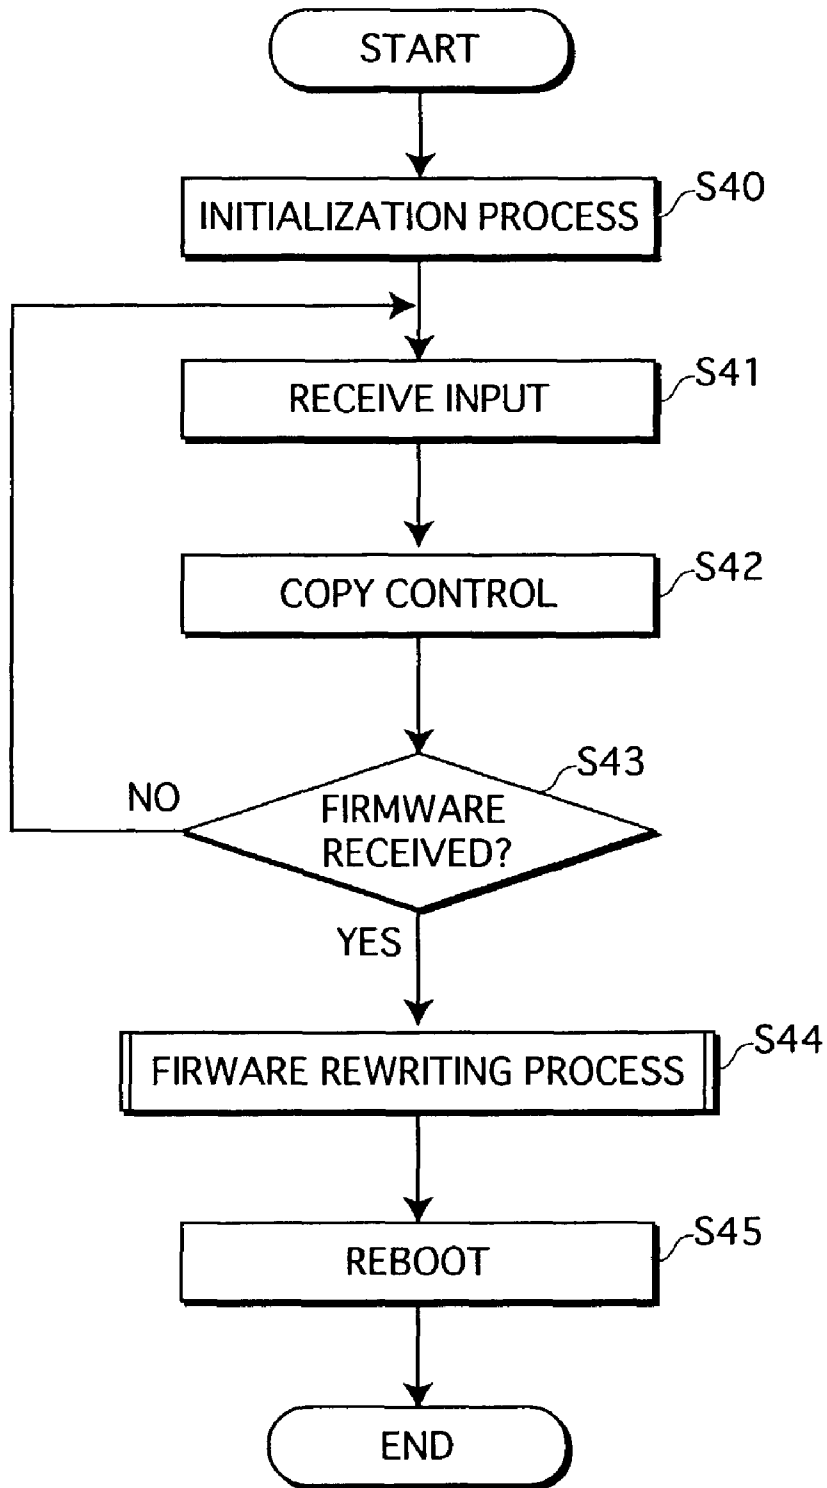 START
INITIALIZATION PROCESS
S40
RECEIVE INPUT
S41
COPY CONTROL
S42
FIRMWARE
RECEIVED?
S43
NO
YES
FIRWARE REWRITING PROCESS
S44
REBOOT
S45
END